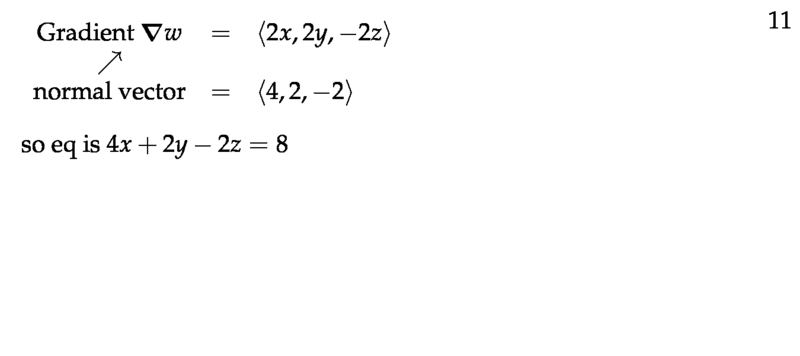 11
Gradient ∇w = ⟨2x, 2y, −2z⟩
normal vector = ⟨4, 2, −2⟩
so eq is 4x + 2y − 2z = 8